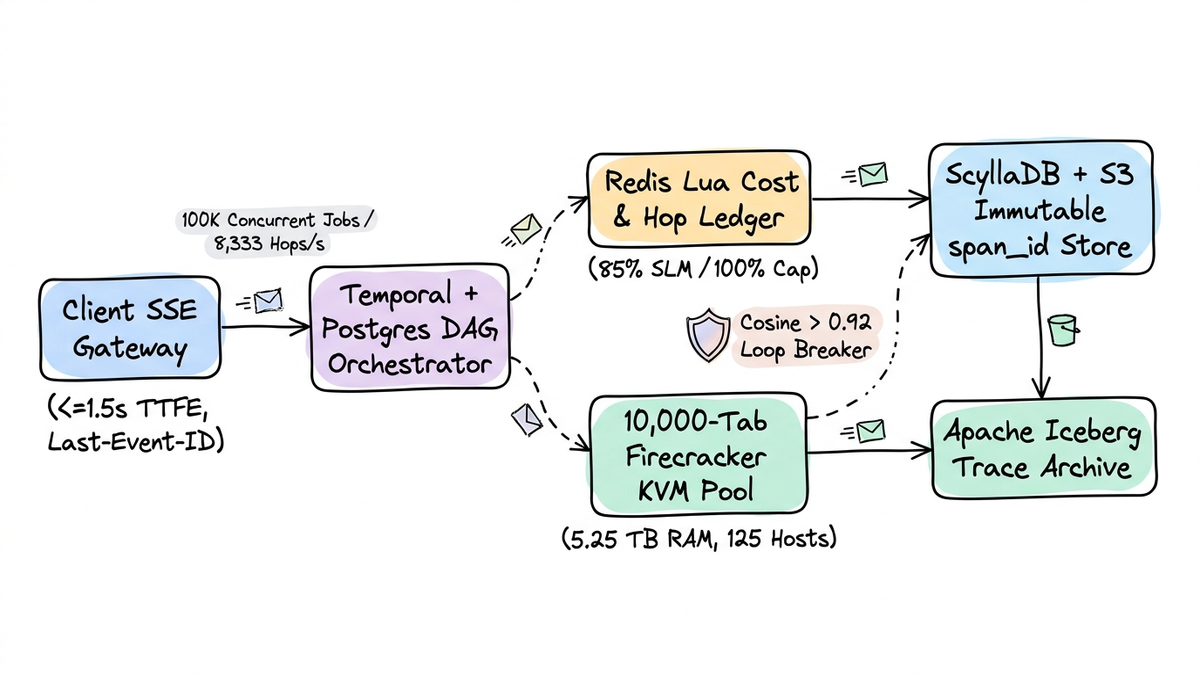 100K Concurrent Jobs /
8,333 Hops/s
Client SSE
Gateway
(<=1.5s TTFE,
Last-Event-ID)
Temporal +
Postgres DAG
Orchestrator
Redis Lua Cost
& Hop Ledger
(85% SLM / 100% Cap)
Cosine > 0.92
Loop Breaker
10,000-Tab
Firecracker
KVM Pool
(5.25 TB RAM, 125 Hosts)
ScyllaDB + S3
Immutable
span_id Store
Apache Iceberg
Trace Archive